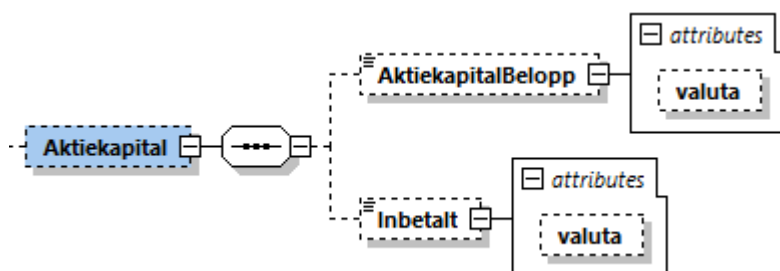 attributes
AktiekapitalBelopp
valuta
Aktiekapital
attributes
Inbetalt
valuta